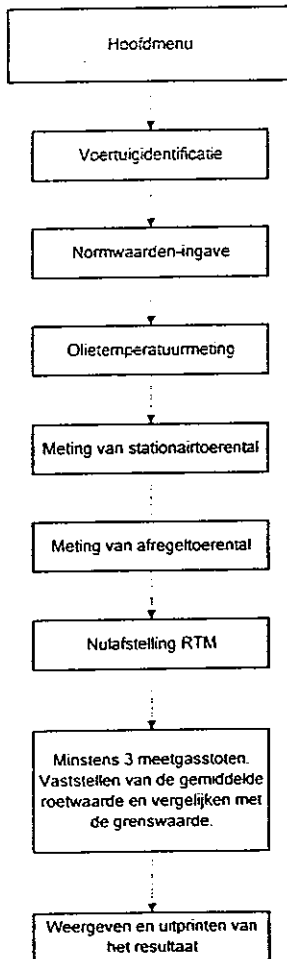 Hoofdmenu
Voertuigidentificatie
Normwaarden-ingave
Olietemperatuurmeting
Meting van stationairtoerental
Meting van afregeltoerental
Nulafstelling RTM
Minstens 3 meetgasstoten.
Vaststellen van de gemiddelde
roetwaarde en vergelijken met
de grenswaarde.
Weergeven en uitprinten van
het resultaat